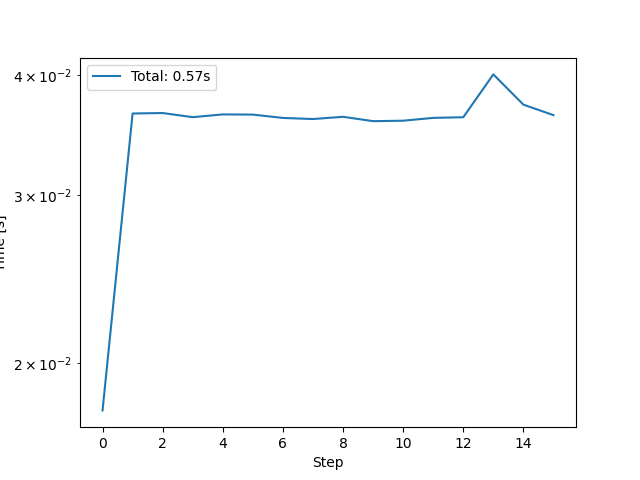 Total: 0.57s
4 × 10⁻²
3 × 10⁻²
2 × 10⁻²
[s]
0 2 4 6 8 10 12 14
Step